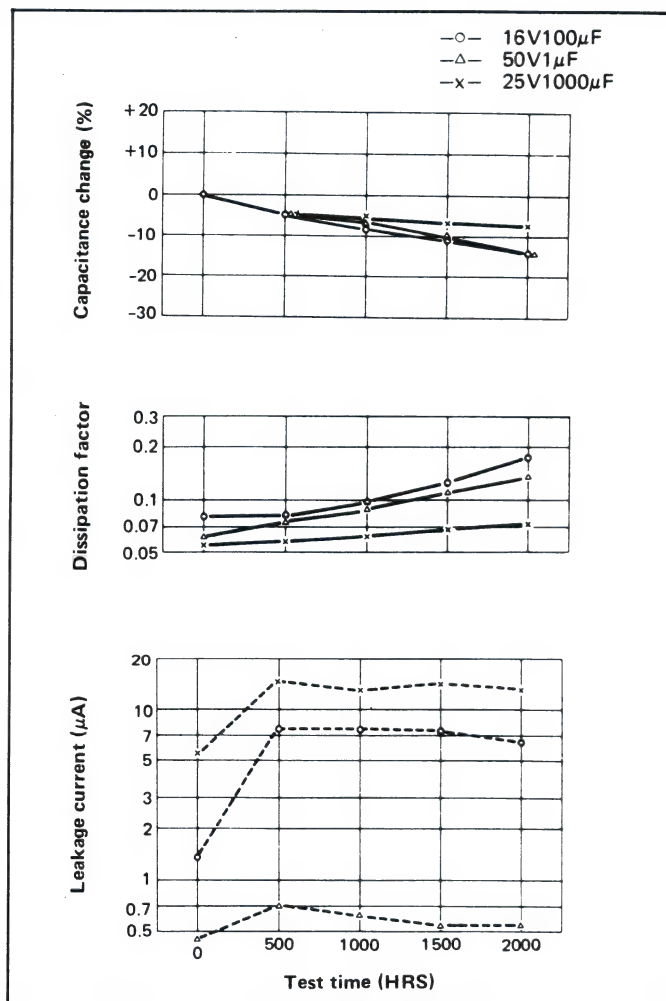 16V100μF
50V1μF
25V1000μF
Capacitance change (%)
+20
+10
0
-10
-20
-30
Dissipation factor
0.3
0.2
0.1
0.07
0.05
Leakage current (μA)
20
10
7
5
3
2
1
0.7
0.5
0 500 1000 1500 2000
Test time (HRS)